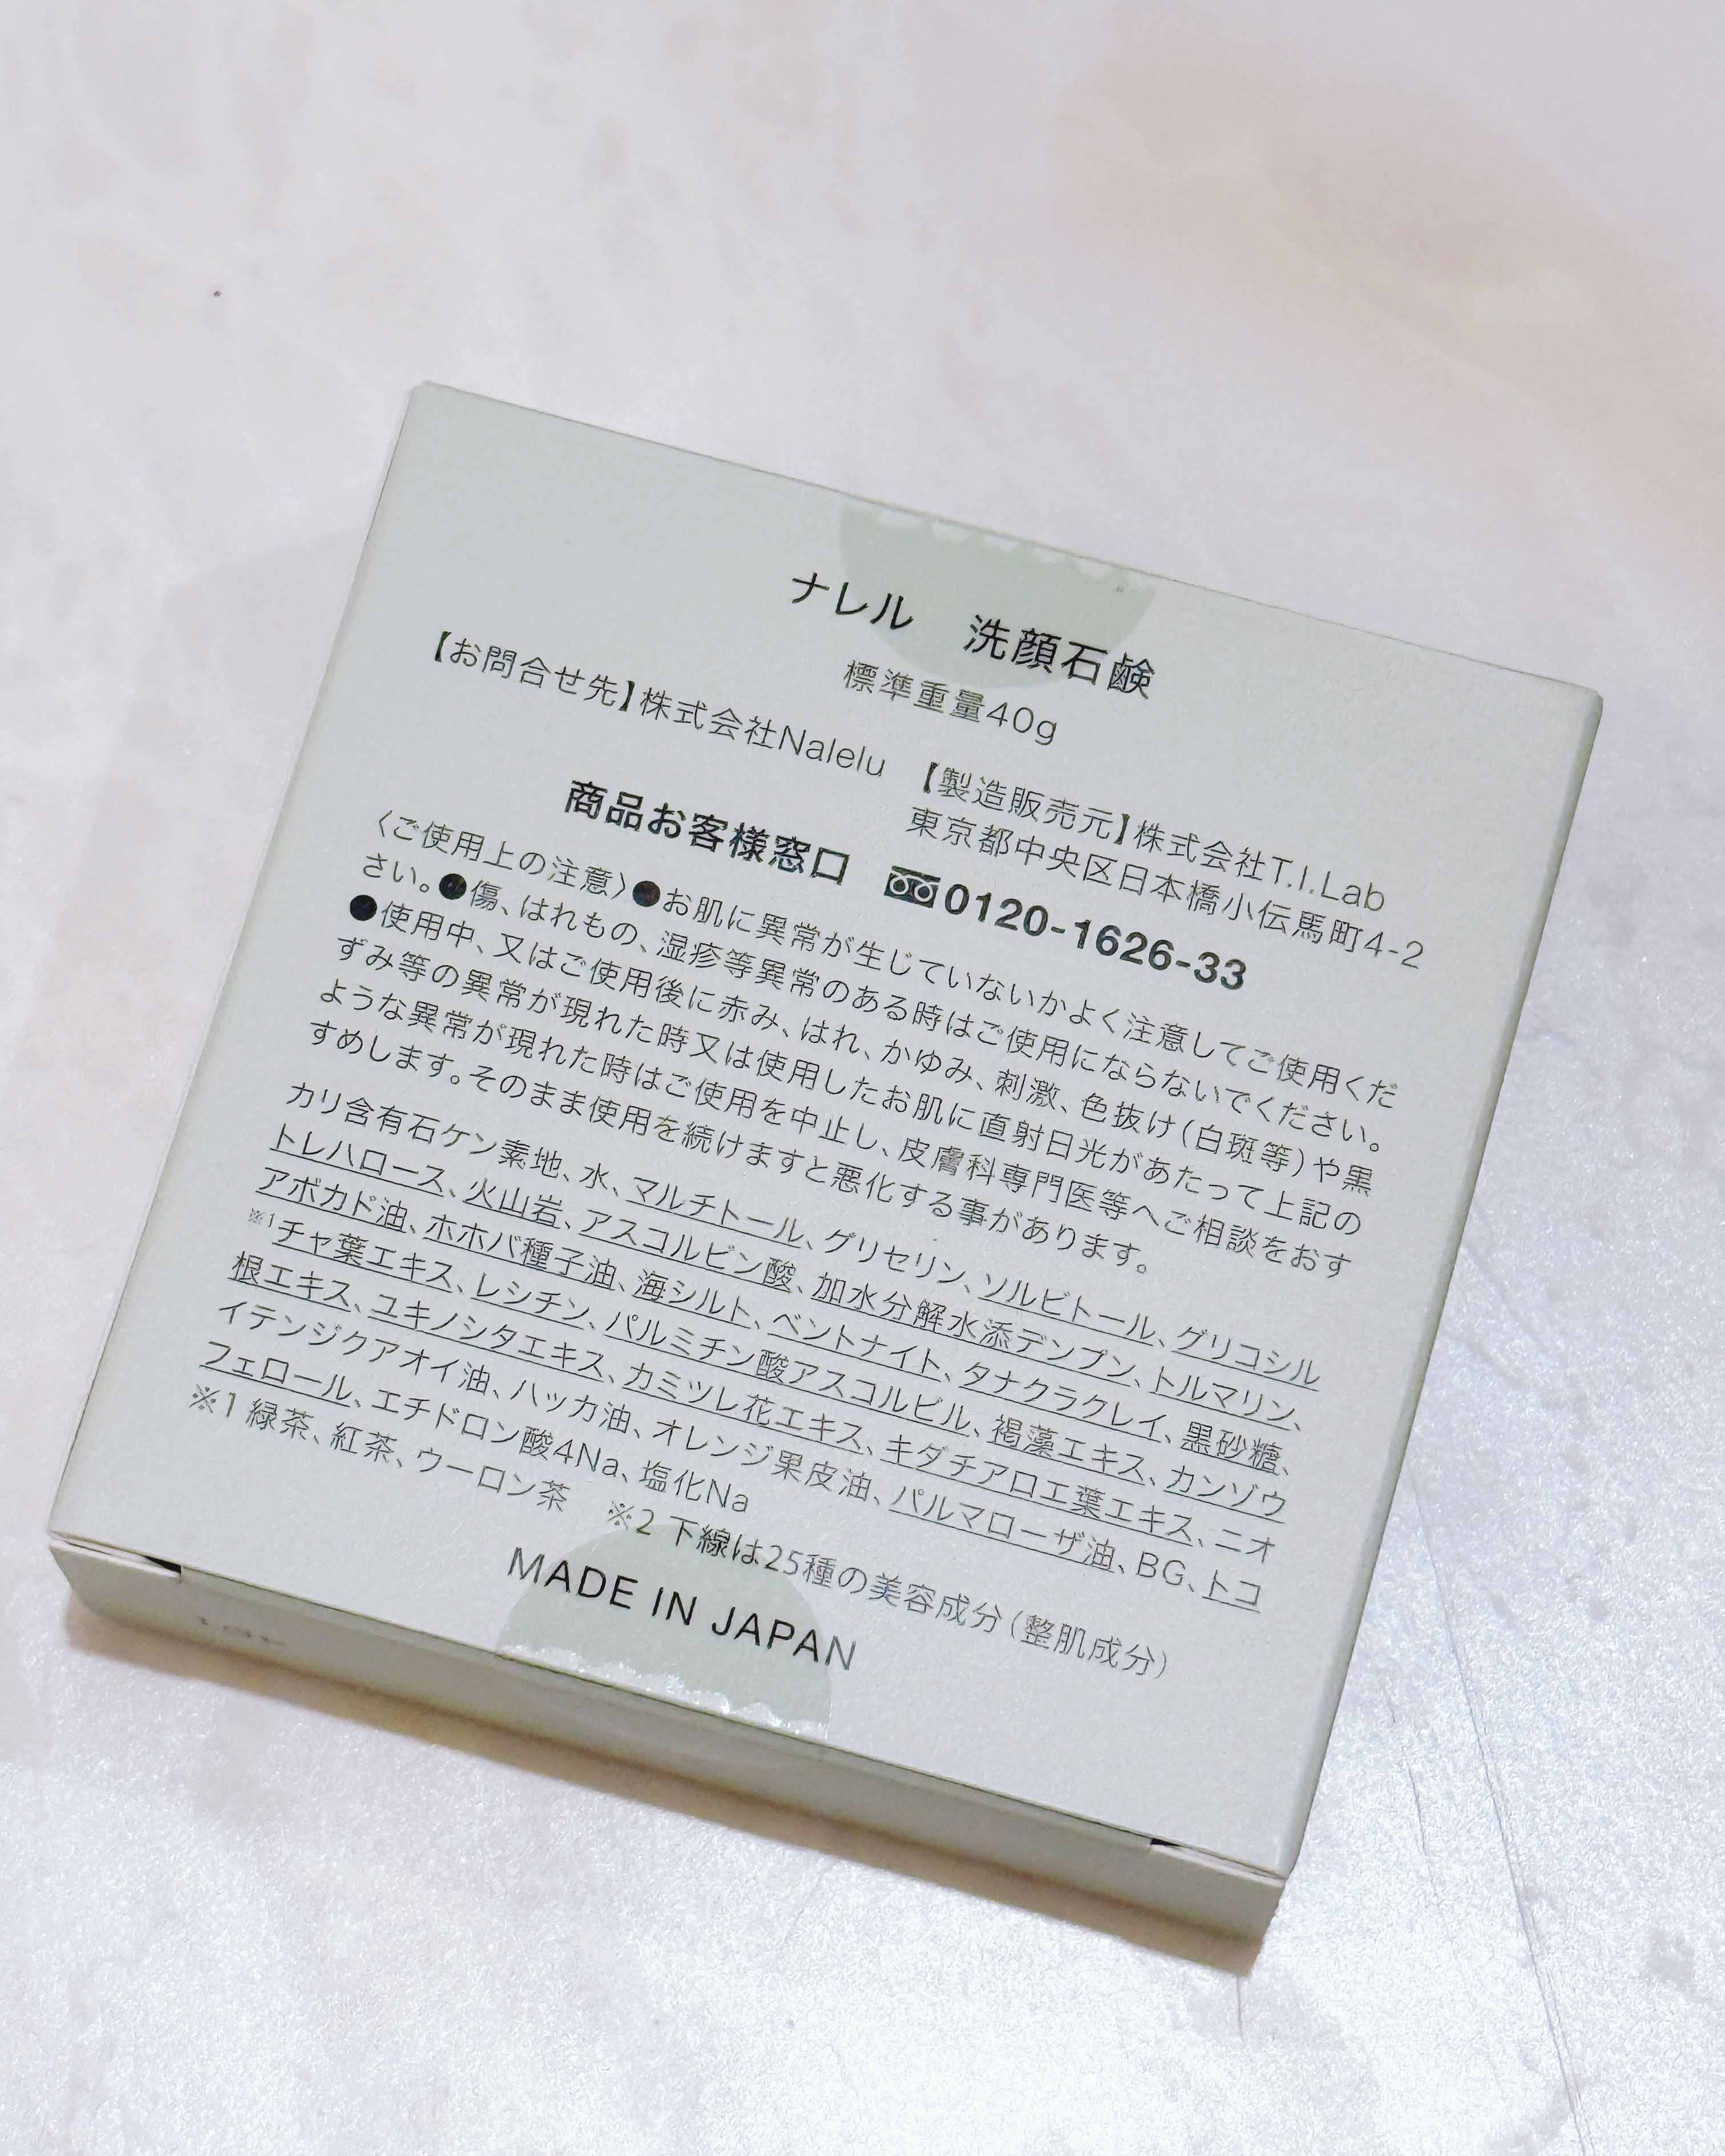 ナレル　洗顔石鹸
標準重量40g
【お問合せ先】株式会社Nalelu　【製造販売元】株式会社T.I.Lab
東京都中央区日本橋小伝馬町4-2
商品お客様窓口　0120-1626-33
〈ご使用上の注意〉●お肌に異常が生じていないかよく注意してご使用くだ
さい。●傷、はれもの、湿疹等異常のある時はご使用にならないでください。
●使用中、又はご使用後に赤み、はれ、かゆみ、刺激、色抜け（白斑等）や黒
ずみ等の異常が現れた時又は使用したお肌に直射日光があたって上記の
ような異常が現れた時はご使用を中止し、皮膚科専門医等へご相談をおす
すめします。そのまま使用を続けますと悪化する事があります。
カリ含有石ケン素地、水、マルチトール、グリセリン、ソルビトール、グリコシル
トレハロース、火山岩、アスコルビン酸、加水分解水添デンプン、トルマリン、
アボカド油、ホホバ種子油、海シルト、ベントナイト、タナクラクレイ、黒砂糖、
※1チャ葉エキス、レシチン、パルミチン酸アスコルビル、褐藻エキス、カンゾウ
根エキス、ユキノシタエキス、カミツレ花エキス、キダチアロエ葉エキス、ニオ
イテンジクアオイ油、ハッカ油、オレンジ果皮油、パルマローザ油、BG、トコ
フェロール、エチドロン酸4Na、塩化Na
※1 緑茶、紅茶、ウーロン茶　※2 下線は25種の美容成分（整肌成分）
MADE IN JAPAN